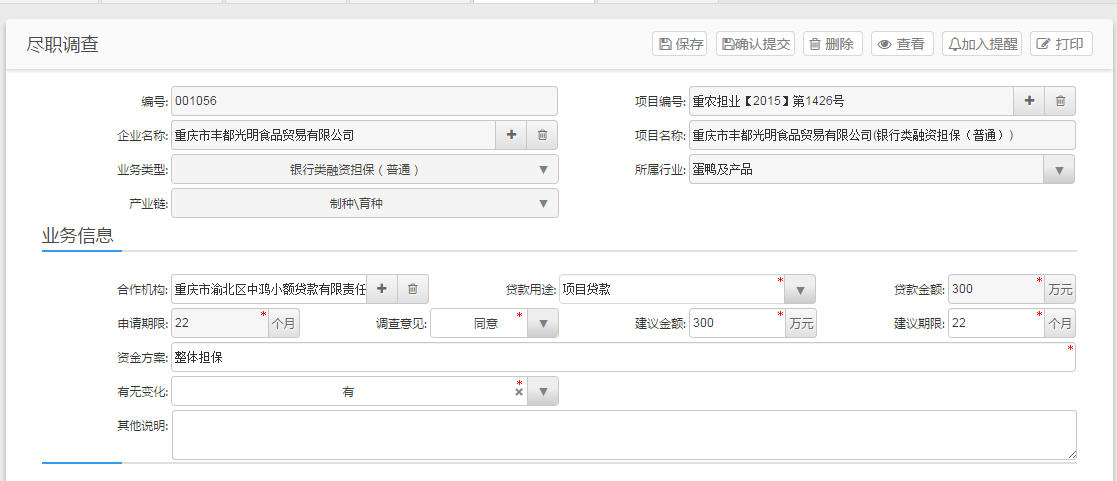 尽职调查 保存 确认提交 删除 查看 加入提醒 打印
编号: 001056 项目编号: 重农担业【2015】第1426号
企业名称: 重庆市丰都光明食品贸易有限公司 项目名称: 重庆市丰都光明食品贸易有限公司(银行类融资担保（普通）)
业务类型: 银行类融资担保（普通） 所属行业: 蛋鸭及产品
产业链: 制种\育种
业务信息
合作机构: 重庆市渝北区中鸿小额贷款有限责任 贷款用途: 项目贷款 * 贷款金额: 300 * 万元
申请期限: 22 * 个月 调查意见: 同意 * 建议金额: 300 * 万元 建议期限: 22 * 个月
资金方案: 整体担保 *
有无变化: 有 *
其他说明: